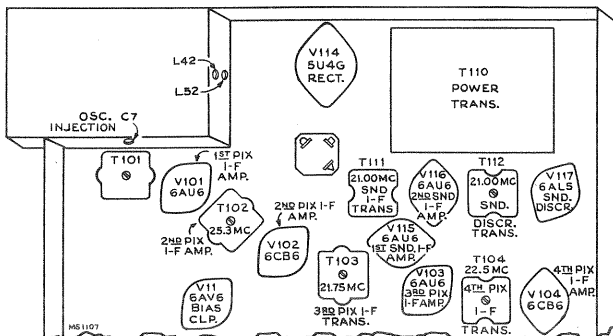 L42
L52
V114
5U4G
RECT.
T110
POWER
TRANS.
OSC. C7
INJECTION
T101
1ST PIX
I-F
AMP.
V101
6AU6
T102
25.3MC
2ND PIX
I-F AMP.
2ND PIX I-F
AMP.
V102
6CB6
T111
21.00MC
SND
I-F
TRANS
V116
6AU6
2ND SND
I-F
AMP.
T112
21.00MC
SND.
DISCR.
TRANS.
V117
6AL5
SND.
DISCR.
V115
6AU6
1ST SND. I-F
AMP.
T103
21.75MC
3RD PIX I-F
TRANS.
V103
6AU6
3RD PIX
I-F AMP.
T104
22.5MC
4TH PIX
I-F
TRANS.
4TH PIX
I-F
AMP.
V104
6CB6
V11
6AV6
BIAS
CLP.
MS1107